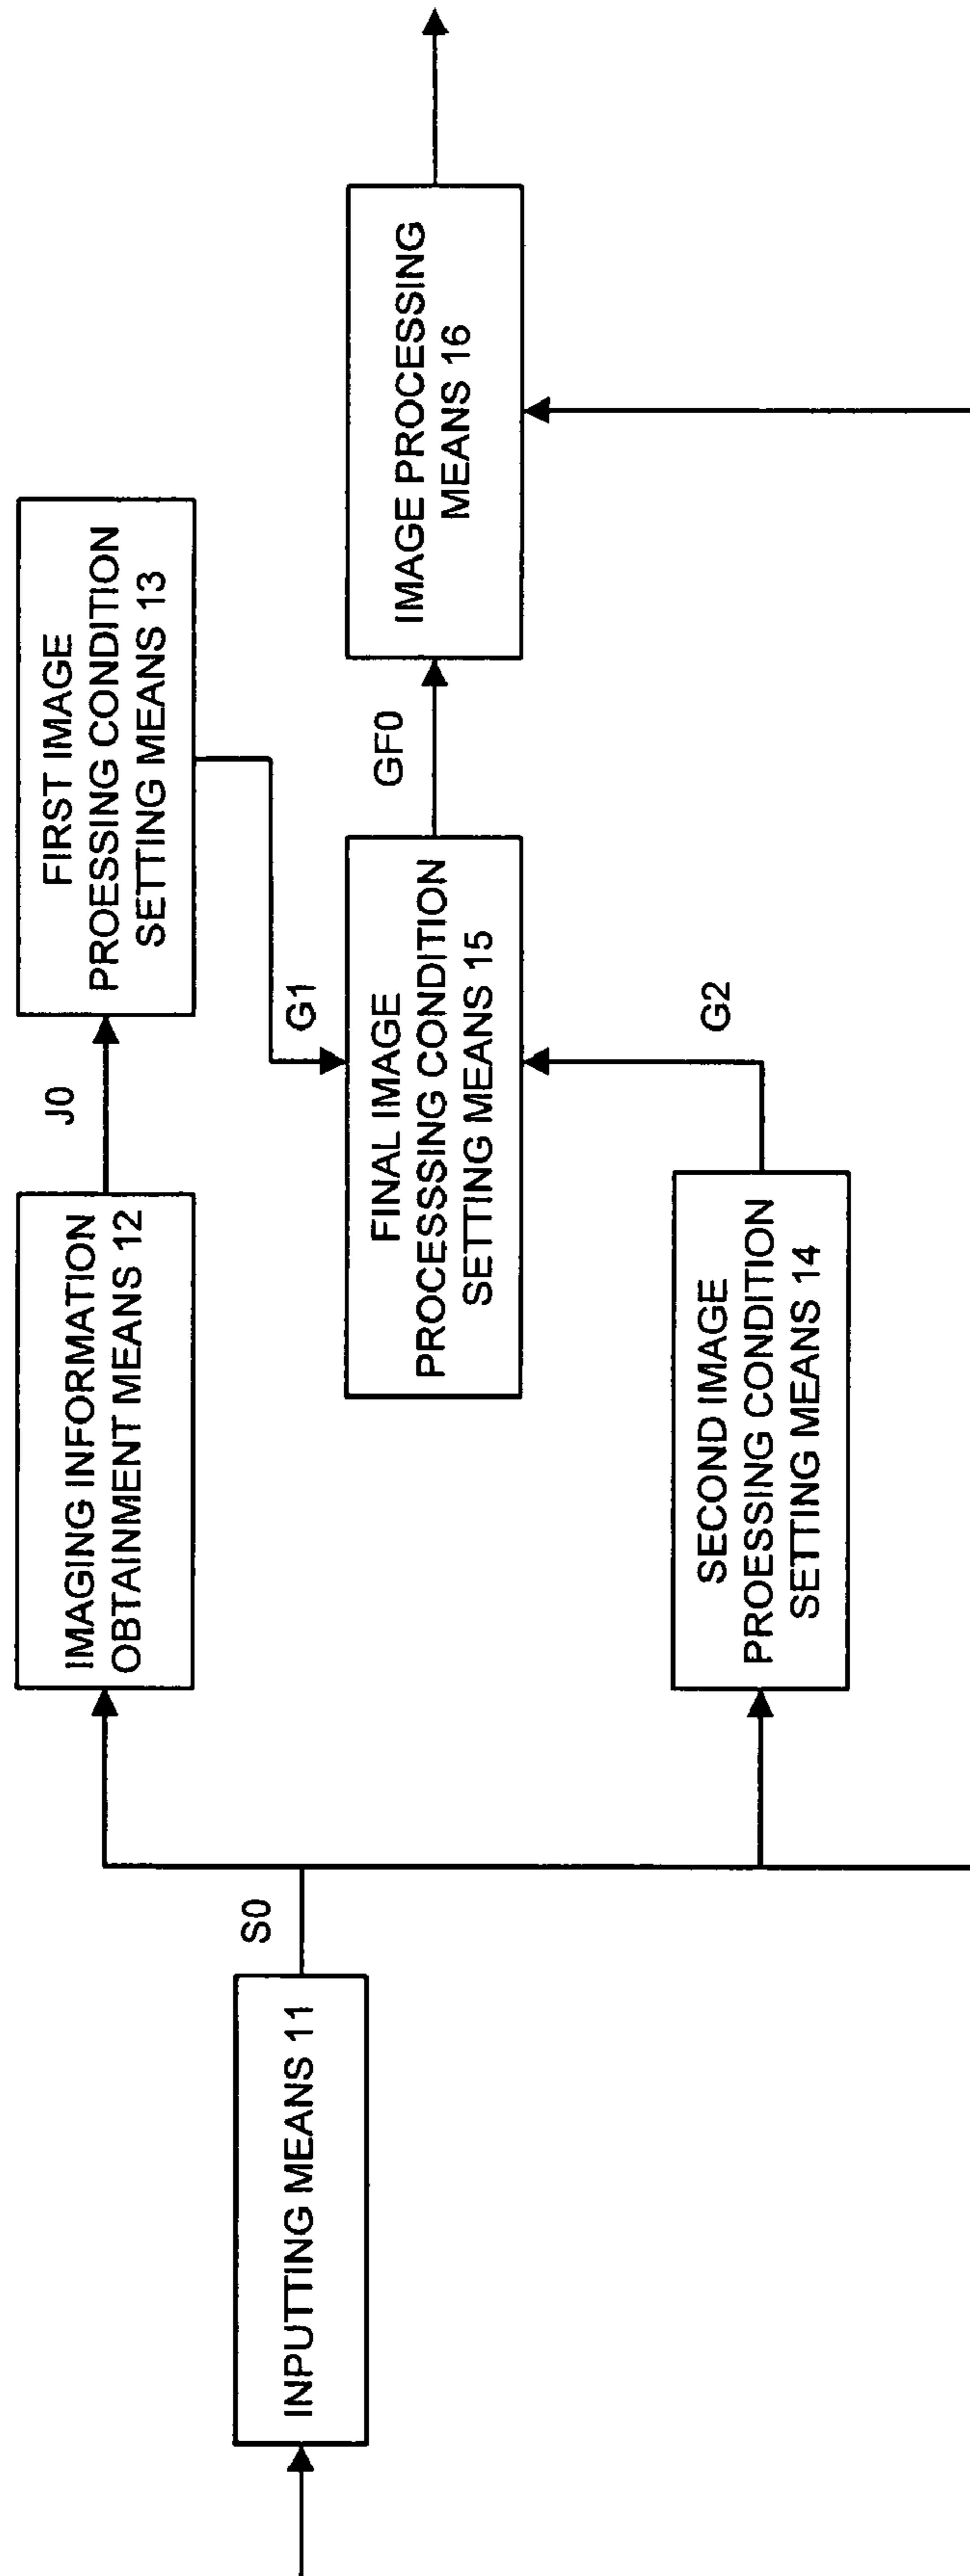 INPUTTING MEANS 11
S0
IMAGING INFORMATION
OBTAINMENT MEANS 12
J0
FIRST IMAGE
PROESSING CONDITION
SETTING MEANS 13
G1
FINAL IMAGE
PROCESSSING CONDITION
SETTING MEANS 15
GF0
IMAGE PROCESSING
MEANS 16
SECOND IMAGE
PROESSING CONDITION
SETTING MEANS 14
G2